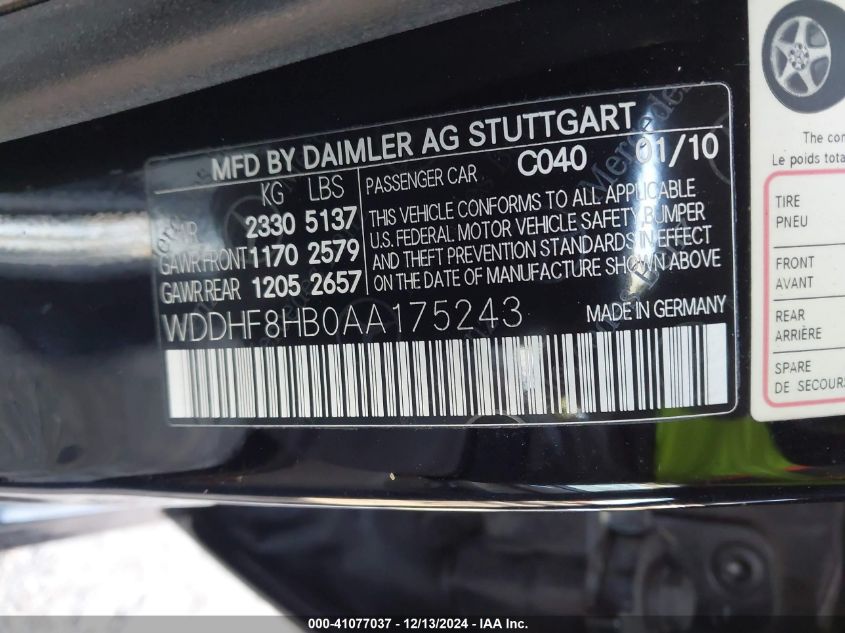 MFD BY DAIMLER AG STUTTGART
KG LBS PASSENGER CAR C040 01/10
2330 5137
GAWR FRONT 1170 2579
GAWR REAR 1205 2657
THIS VEHICLE CONFORMS TO ALL APPLICABLE
U.S. FEDERAL MOTOR VEHICLE SAFETY BUMPER
AND THEFT PREVENTION STANDARDS IN EFFECT
ON THE DATE OF MANUFACTURE SHOWN ABOVE
WDDHF8HB0AA175243 MADE IN GERMANY
The
Le poids
TIRE
PNEU
FRONT
AVANT
REAR
ARRIÈRE
SPARE
DE SECOURS
000-41077037 - 12/13/2024 - IAA Inc.